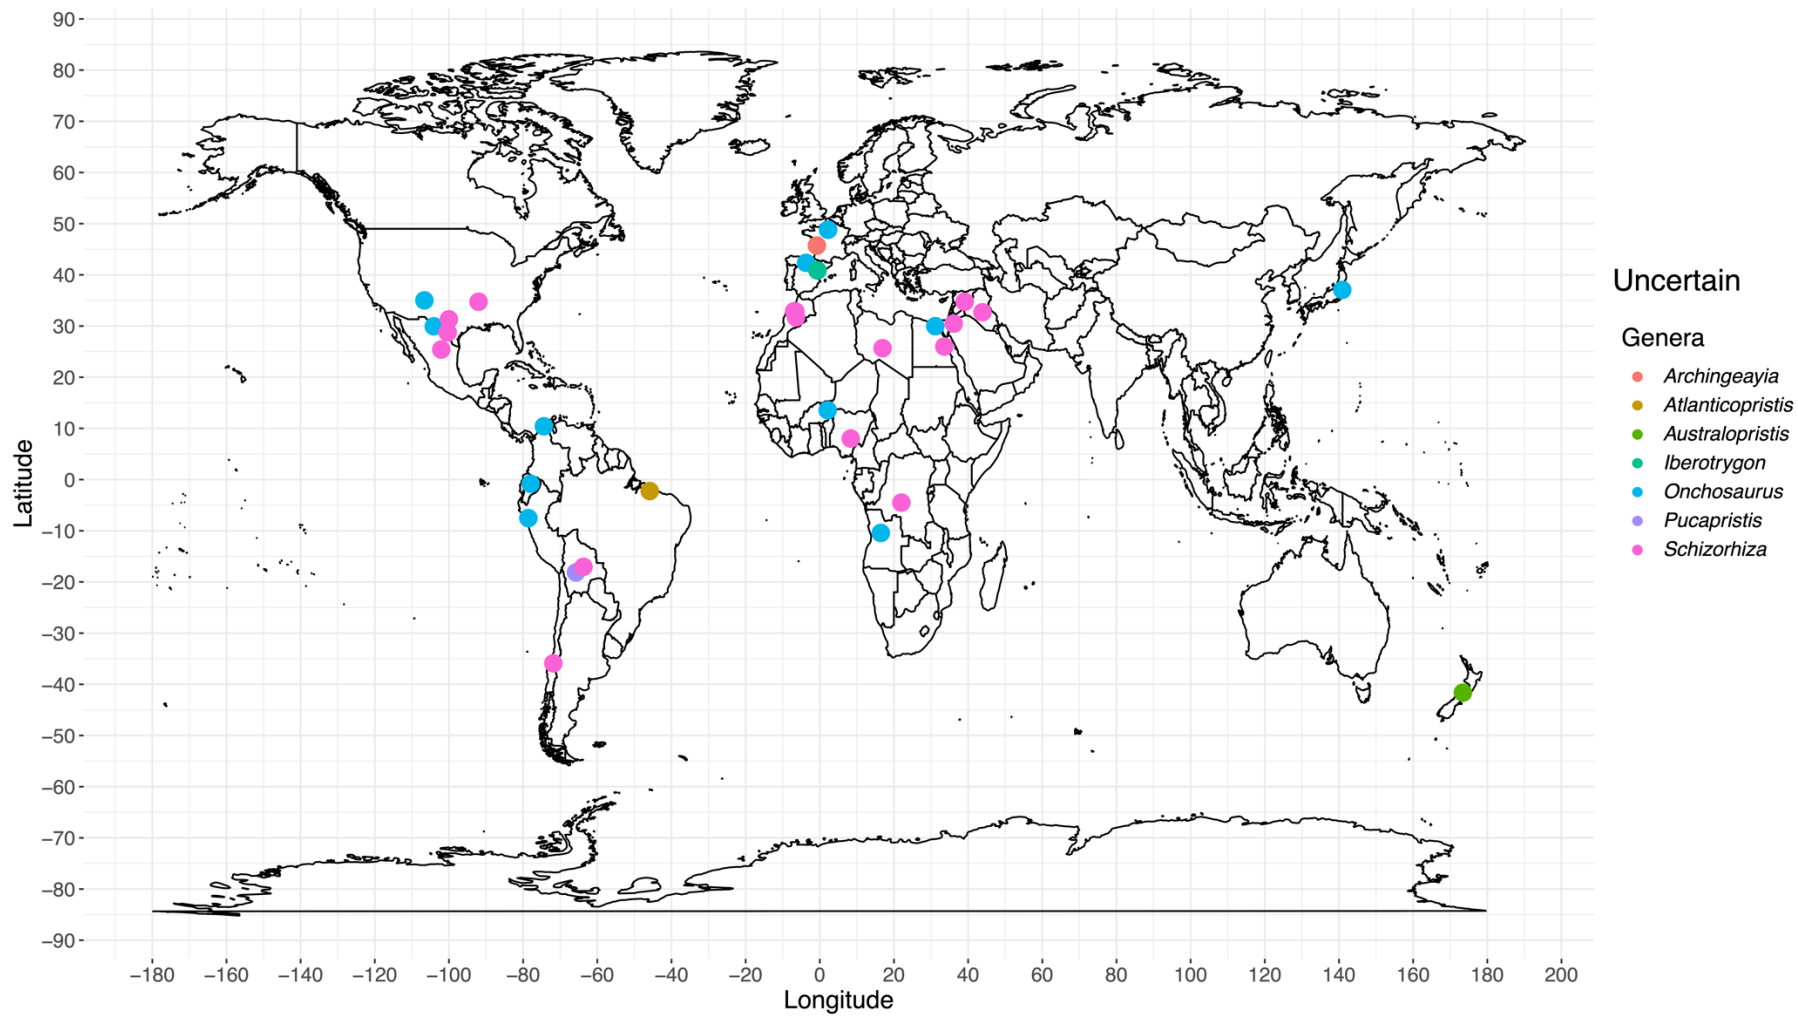 90
80
70
60
50
40
30
20
10
0
−10
−20
−30
−40
−50
−60
−70
−80
−90
Latitude
−180 −160 −140 −120 −100 −80 −60 −40 −20 0 20 40 60 80 100 120 140 160 180 200
Longitude
Uncertain
Genera
Archingeayia
Atlanticopristis
Australopristis
Iberotrygon
Onchosaurus
Pucapristis
Schizorhiza